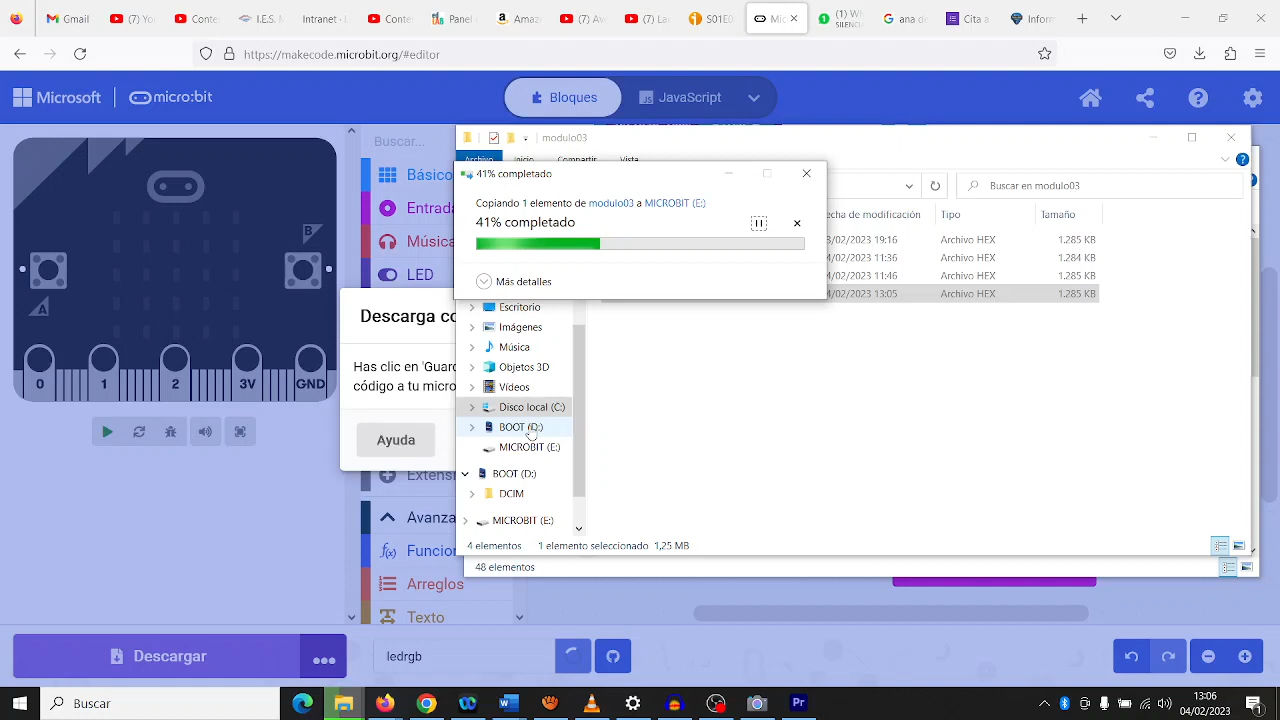 Gmail
(7) Yo
Conte
I.E.S. M
Intranet - I
Conter
Panel
Amazo
(7) Aw
(7) La
S01E0
Mic
(1) Wh
SILENCIA
ana de
Cita a
Inform
https://makecode.microbit.org/#editor
Microsoft
micro:bit
Bloques
JavaScript
Buscar...
Básico
Entrada
Música
LED
Extensi
Avanza
Funcion
Arreglos
Texto
A
B
0
1
2
3V
GND
Descarga co
Has clic en 'Guar
código a tu micro
Ayuda
modulo03
Archivo
Inicio
Compartir
Vista
Buscar en modulo03
echa de modificación
Tipo
Tamaño
3/02/2023 19:16 Archivo HEX 1.285 KB
4/02/2023 11:36 Archivo HEX 1.284 KB
4/02/2023 11:46 Archivo HEX 1.285 KB
4/02/2023 13:05 Archivo HEX 1.285 KB
41% completado
Copiando 1 elemento de modulo03 a MICROBIT (E:)
41% completado
Más detalles
Escritorio
Imágenes
Música
Objetos 3D
Vídeos
Disco local (C:)
BOOT (D:)
MICROBIT (E:)
BOOT (D:)
DCIM
MICROBIT (E:)
4 elementos
1 elemento seleccionado 1,25 MB
48 elementos
Descargar
ledrgb
Buscar
13:06
04/02/2023